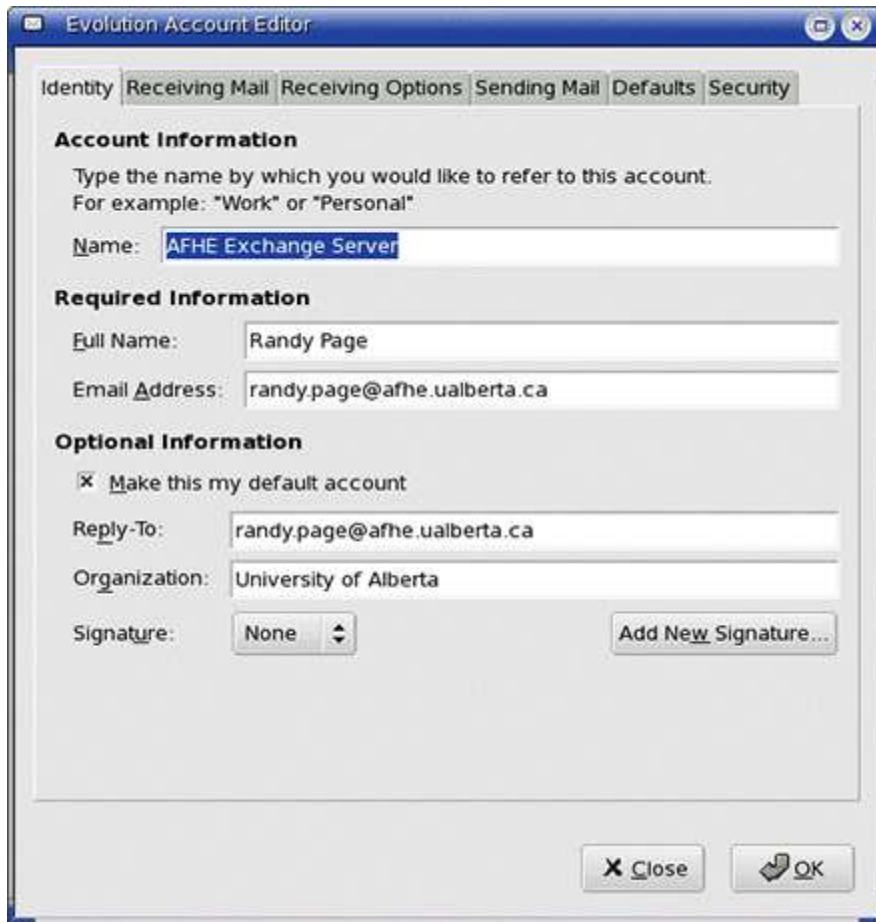 Evolution Account Editor
Identity Receiving Mail Receiving Options Sending Mail Defaults Security
Account Information
Type the name by which you would like to refer to this account.
For example: "Work" or "Personal"
Name: AFHE Exchange Server
Required Information
Full Name: Randy Page
Email Address: randy.page@afhe.ualberta.ca
Optional Information
Make this my default account
Reply-To: randy.page@afhe.ualberta.ca
Organization: University of Alberta
Signature: None Add New Signature...
Close OK